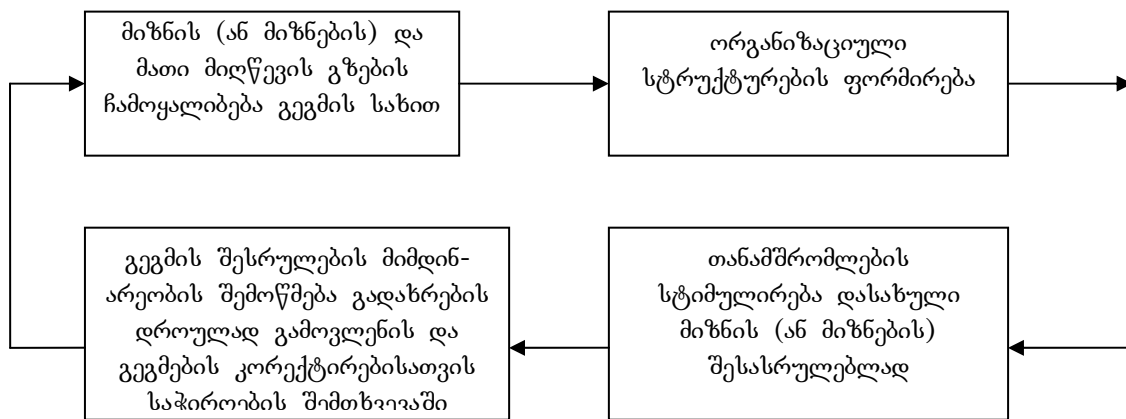 მიზნის (ან მიზნების) და
მათი მიღწევის გზების
ჩამოყალიბება გეგმის სახით
ორგანიზაციული
სტრუქტურების ფორმირება
თანამშრომლების
სტიმულირება დასახული
მიზნის (ან მიზნების)
შესასრულებლად
გეგმის შესრულების მიმდინ-
არეობის შემოწმება გადახრების
დროულად გამოვლენის და
გეგმების კორექტირებისათვის
საჭიროების შემთხვევაში